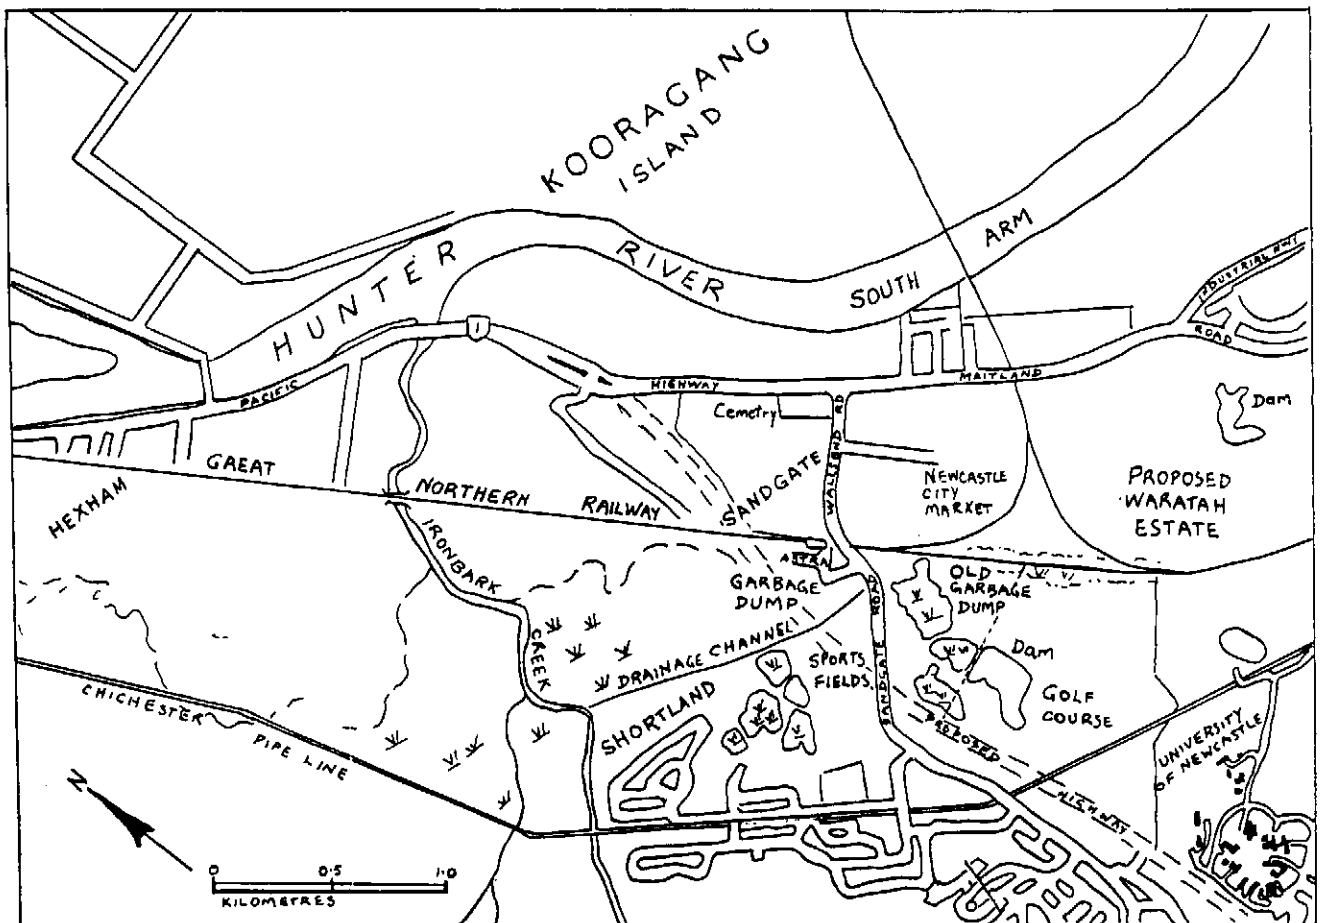 KOORAGANG
ISLAND
HUNTER
RIVER
SOUTH
ARM
INDUSTRIAL HWY
ROAD
1
PACIFIC
HIGHWAY
MAITLAND
Cemetry
WALLSEND RD
Dam
GREAT
NORTHERN
RAILWAY
SANDGATE
NEWCASTLE
CITY
MARKET
PROPOSED
WARATAH
ESTATE
HEXHAM
IRONBARK
CREEK
ASTRA
GARBAGE
DUMP
OLD
GARBAGE
DUMP
DRAINAGE CHANNEL
SPORTS
FIELDS
SANDGATE ROAD
Dam
GOLF
COURSE
SHORTLAND
CHICHESTER
PIPE LINE
PROPOSED
HIGHWAY
UNIVERSITY
OF NEWCASTLE
N
0 0·5 1·0
KILOMETRES